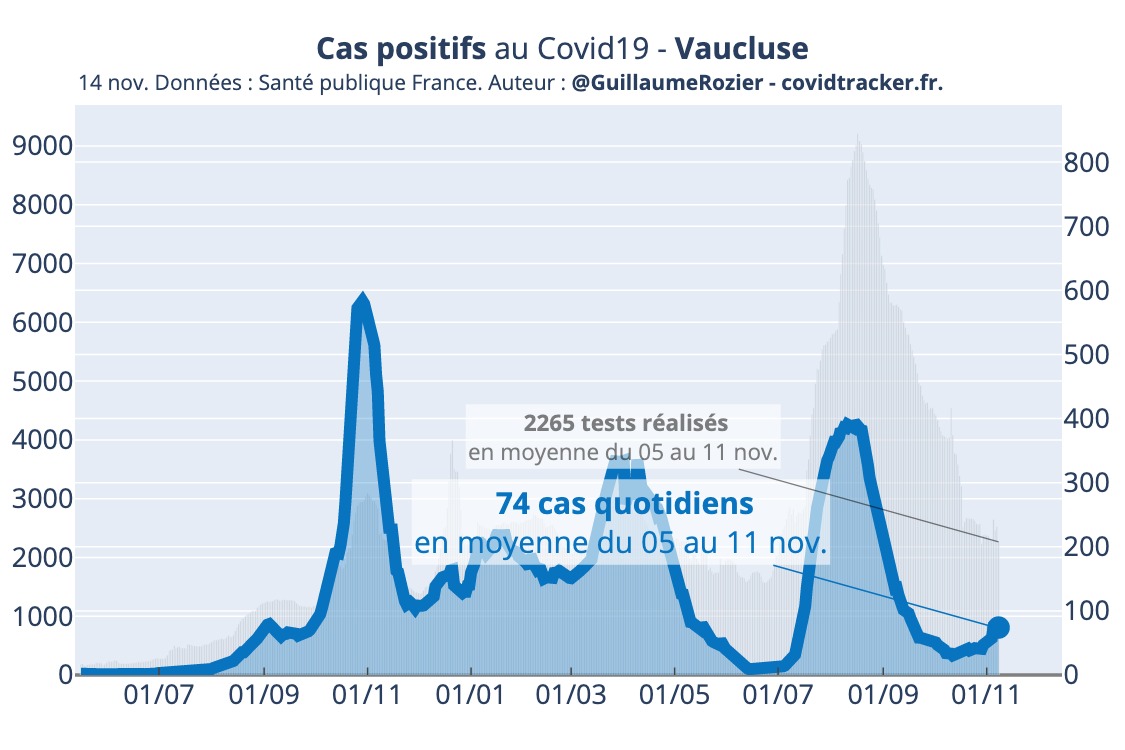 Cas positifs au Covid19 - Vaucluse
14 nov. Données : Santé publique France. Auteur : @GuillaumeRozier - covidtracker.fr.
9000
8000
7000
6000
5000
4000
3000
2000
1000
0
800
700
600
500
400
300
200
100
0
2265 tests réalisés
en moyenne du 05 au 11 nov.
74 cas quotidiens
en moyenne du 05 au 11 nov.
01/07 01/09 01/11 01/01 01/03 01/05 01/07 01/09 01/11